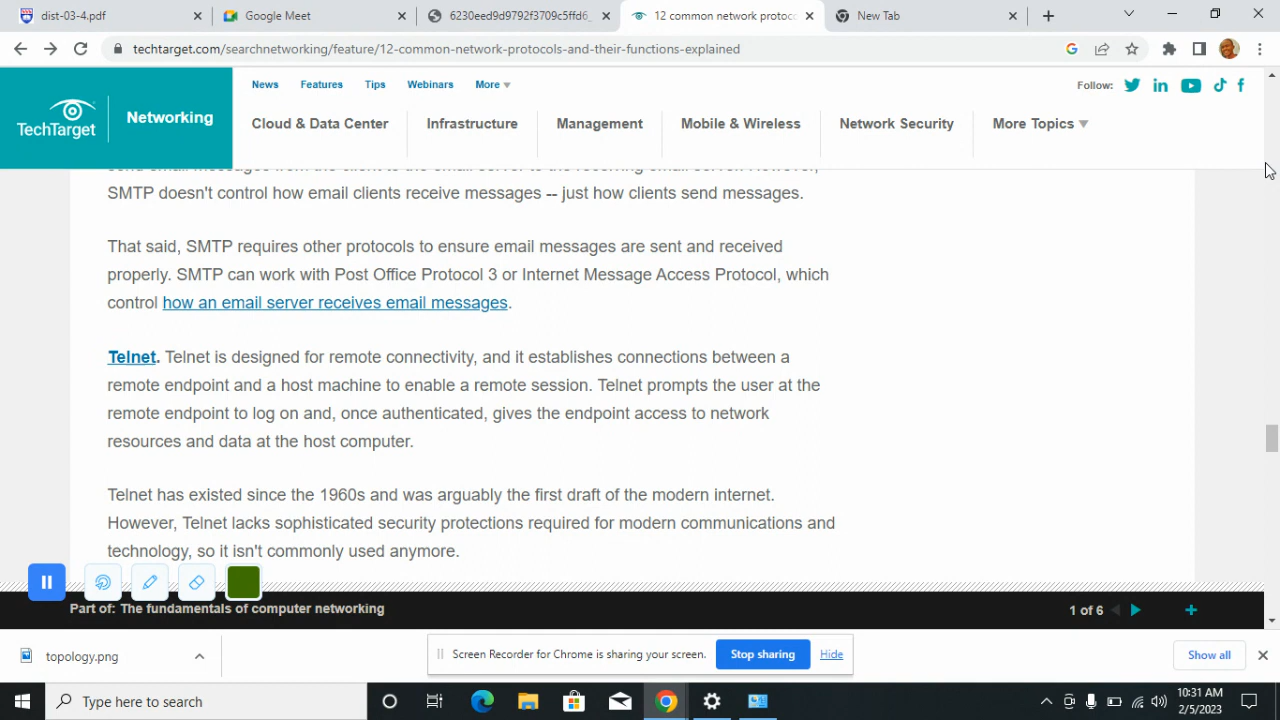 dist-03-4.pdf
Google Meet
6230eed9d9792f3709c5ffd6_
12 common network protoco
New Tab
techtarget.com/searchnetworking/feature/12-common-network-protocols-and-their-functions-explained
TechTarget
Networking
News Features Tips Webinars More
Follow:
Cloud & Data Center Infrastructure Management Mobile & Wireless Network Security More Topics
SMTP doesn't control how email clients receive messages -- just how clients send messages.
That said, SMTP requires other protocols to ensure email messages are sent and received
properly. SMTP can work with Post Office Protocol 3 or Internet Message Access Protocol, which
control how an email server receives email messages.
Telnet. Telnet is designed for remote connectivity, and it establishes connections between a
remote endpoint and a host machine to enable a remote session. Telnet prompts the user at the
remote endpoint to log on and, once authenticated, gives the endpoint access to network
resources and data at the host computer.
Telnet has existed since the 1960s and was arguably the first draft of the modern internet.
However, Telnet lacks sophisticated security protections required for modern communications and
technology, so it isn't commonly used anymore.
Part of: The fundamentals of computer networking
1 of 6
topology.png
Screen Recorder for Chrome is sharing your screen.
Stop sharing
Hide
Show all
Type here to search
10:31 AM
2/5/2023